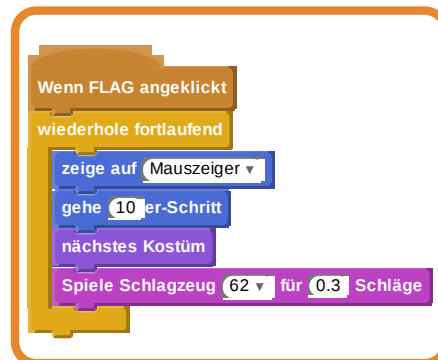 Wenn FLAG angeklickt
wiederhole fortlaufend
zeige auf Mauszeiger
gehe 10 er-Schritt
nächstes Kostüm
Spiele Schlagzeug 62 für 0.3 Schläge